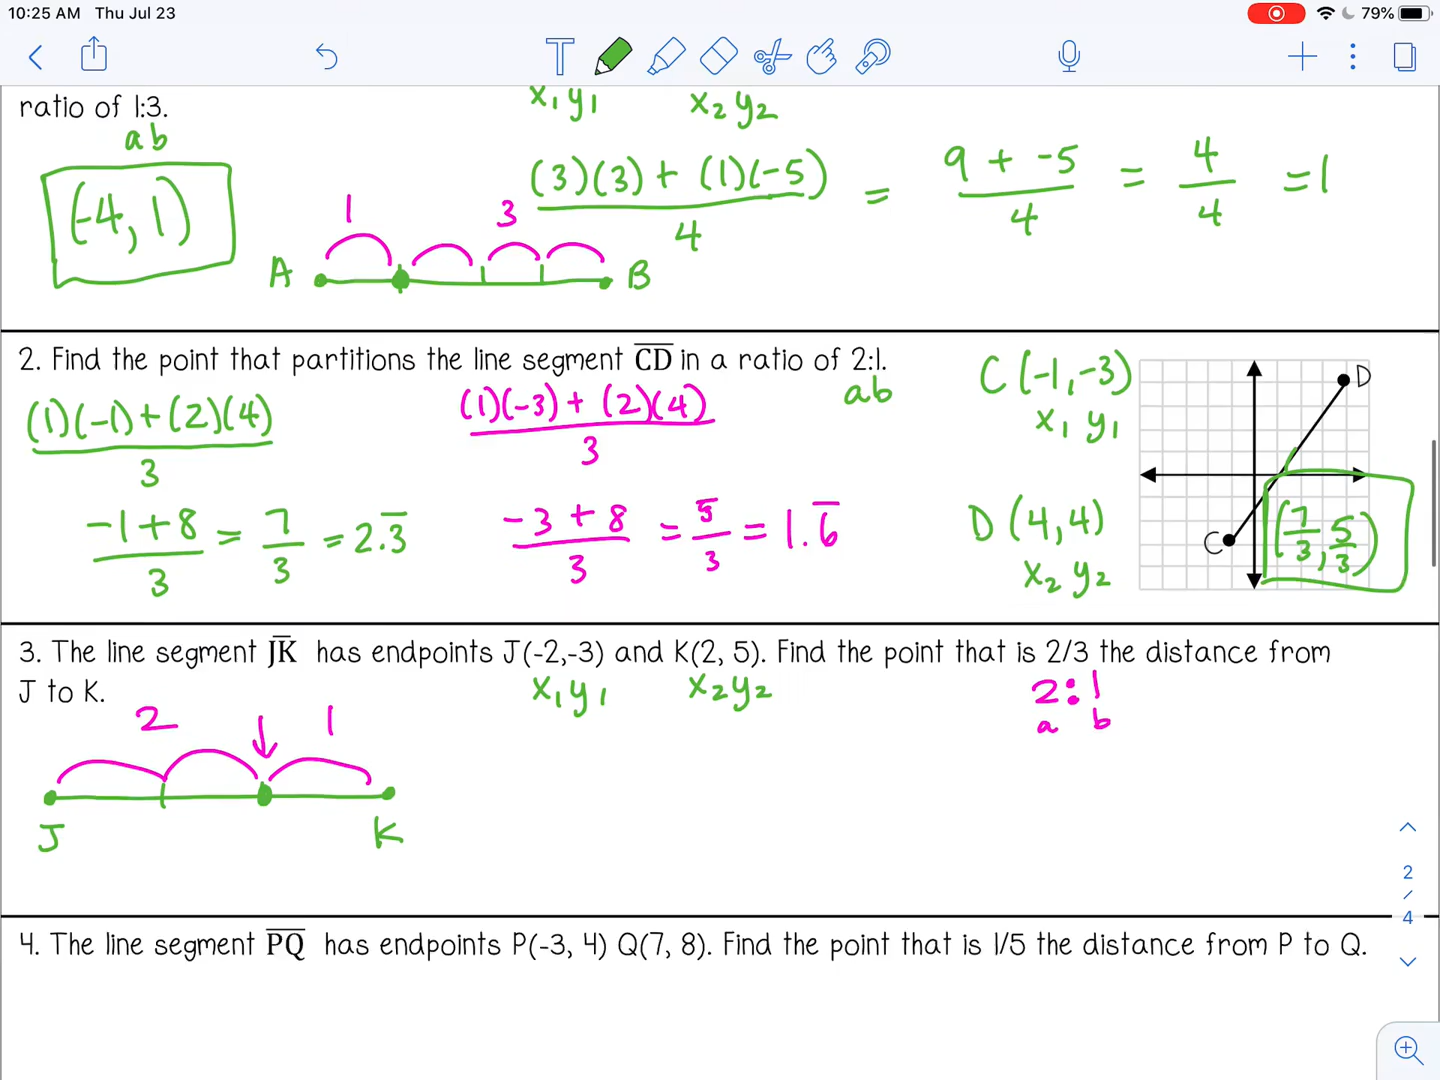 10:25 AM Thu Jul 23
79%
T
ratio of 1:3.
a b
x₁ y₁ x₂ y₂
(-4, 1)
(3)(3) + (1)(-5) / 4 = 9 + -5 / 4 = 4/4 = 1
1 3
A B
2. Find the point that partitions the line segment C̅D̅ in a ratio of 2:1.
a b
(1)(-1) + (2)(4) / 3
-1 + 8 / 3 = 7/3 = 2.3̅
(1)(-3) + (2)(4) / 3
-3 + 8 / 3 = 5/3 = 1.6̅
C (-1, -3)
x₁ y₁
D (4, 4)
x₂ y₂
D
C
(7/3, 5/3)
3. The line segment J̅K̅ has endpoints J(-2,-3) and K(2, 5). Find the point that is 2/3 the distance from
J to K.
x₁ y₁ x₂ y₂
2:1
a b
2 1
J K
4. The line segment P̅Q̅ has endpoints P(-3, 4) Q(7, 8). Find the point that is 1/5 the distance from P to Q.
2 / 4